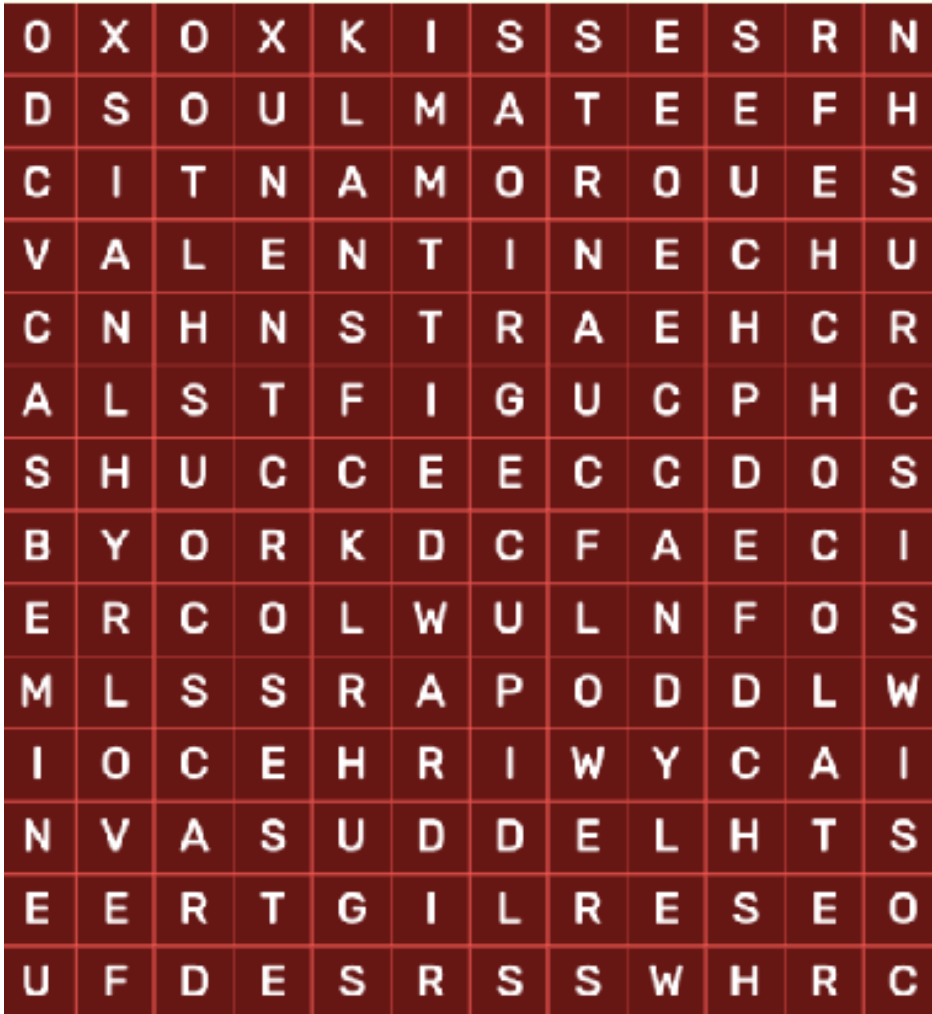 O X O X K I S S E S R N
D S O U L M A T E E F H
C I T N A M O R O U E S
V A L E N T I N E C H U
C N H N S T R A E H C R
A L S T F I G U C P H C
S H U C C E E C C D O S
B Y O R K D C F A E C I
E R C O L W U L N F O S
M L S S R A P O D D L W
I O C E H R I W Y C A I
N V A S U D D E L H T S
E E R T G I L R E S E O
U F D E S R S S W H R C